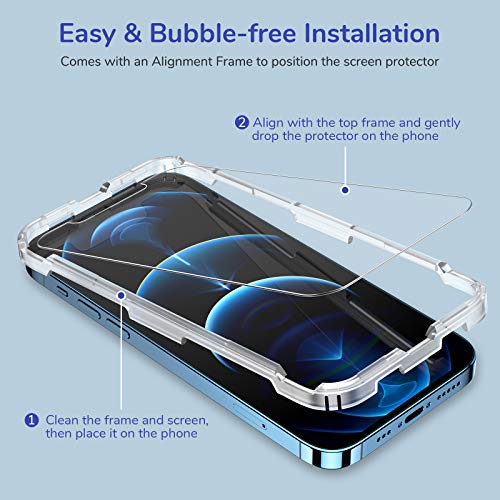 Easy & Bubble-free Installation
Comes with an Alignment Frame to position the screen protector
2 Align with the top frame and gently
drop the protector on the phone
1 Clean the frame and screen,
then place it on the phone